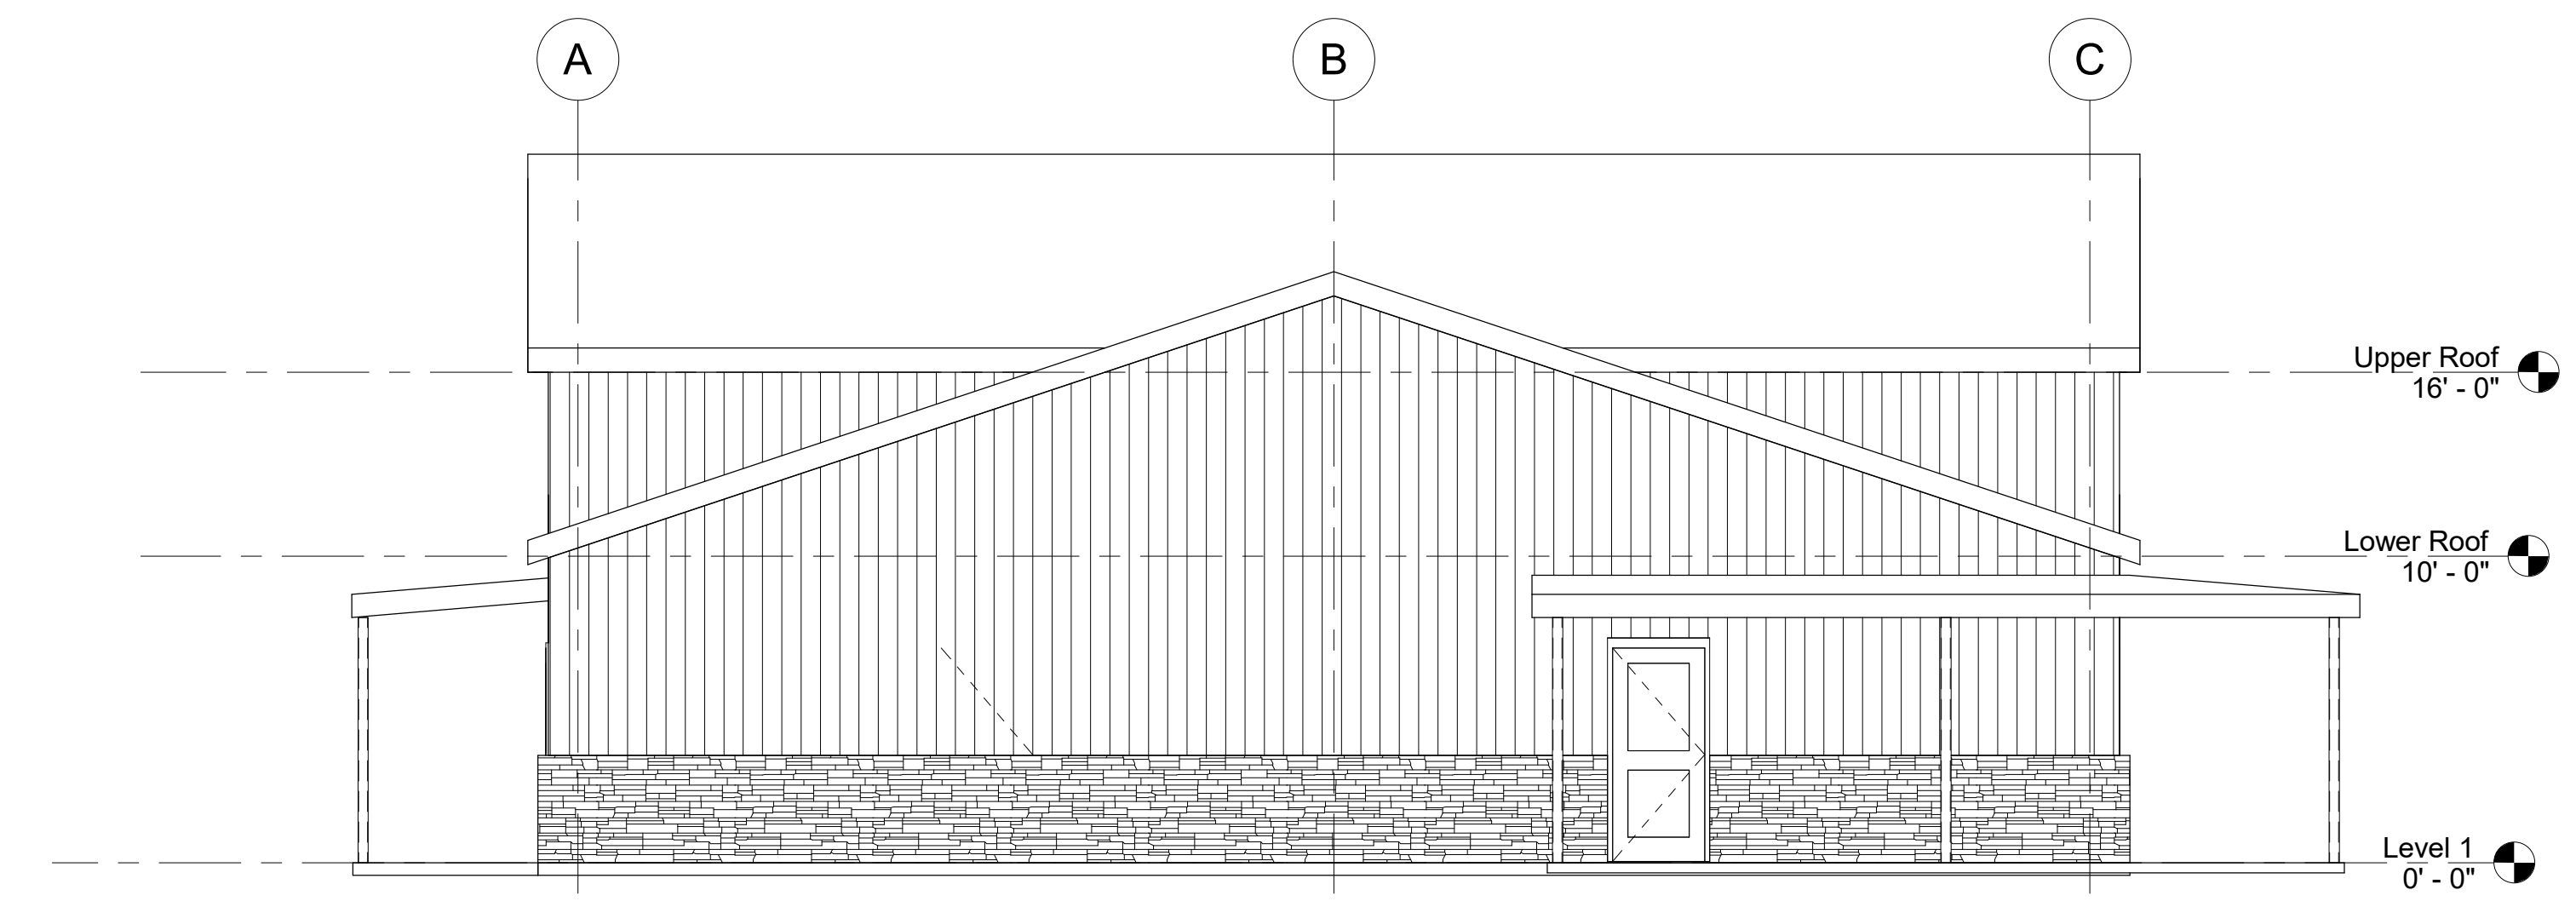 A
B
C
Upper Roof
16' - 0"
Lower Roof
10' - 0"
Level 1
0' - 0"